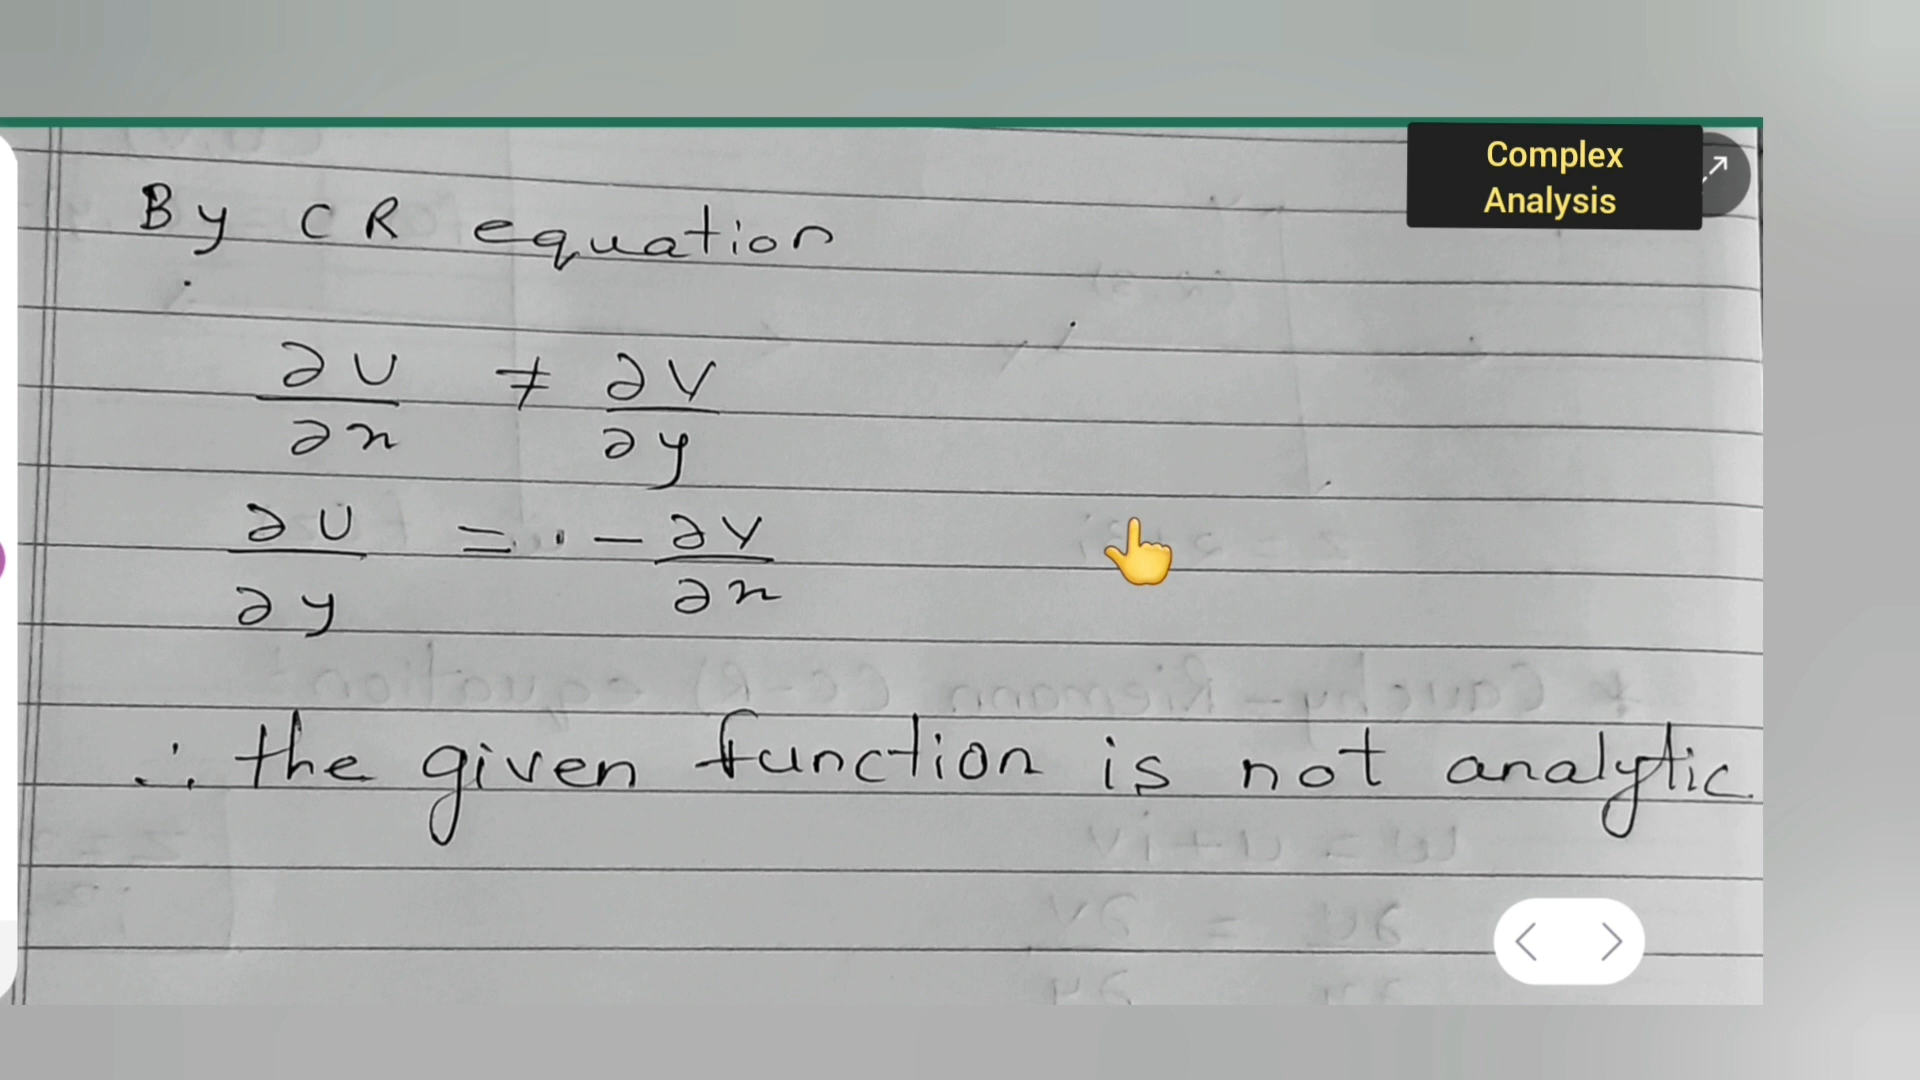 Complex
Analysis
By CR equation
∂U/∂x ≠ ∂V/∂y
∂U/∂y = - ∂V/∂x
∴ the given function is not analytic.